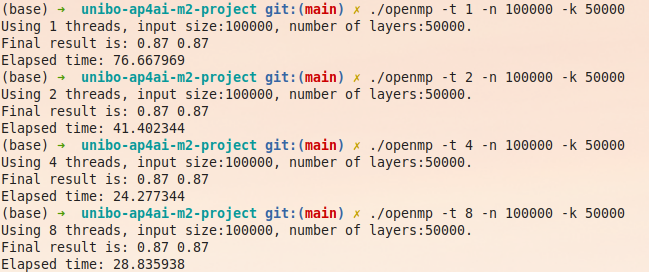 (base) ➜  unibo-ap4ai-m2-project git:(main) ✗ ./openmp -t 1 -n 100000 -k 50000
Using 1 threads, input size:100000, number of layers:50000.
Final result is: 0.87 0.87
Elapsed time: 76.667969
(base) ➜  unibo-ap4ai-m2-project git:(main) ✗ ./openmp -t 2 -n 100000 -k 50000
Using 2 threads, input size:100000, number of layers:50000.
Final result is: 0.87 0.87
Elapsed time: 41.402344
(base) ➜  unibo-ap4ai-m2-project git:(main) ✗ ./openmp -t 4 -n 100000 -k 50000
Using 4 threads, input size:100000, number of layers:50000.
Final result is: 0.87 0.87
Elapsed time: 24.277344
(base) ➜  unibo-ap4ai-m2-project git:(main) ✗ ./openmp -t 8 -n 100000 -k 50000
Using 8 threads, input size:100000, number of layers:50000.
Final result is: 0.87 0.87
Elapsed time: 28.835938